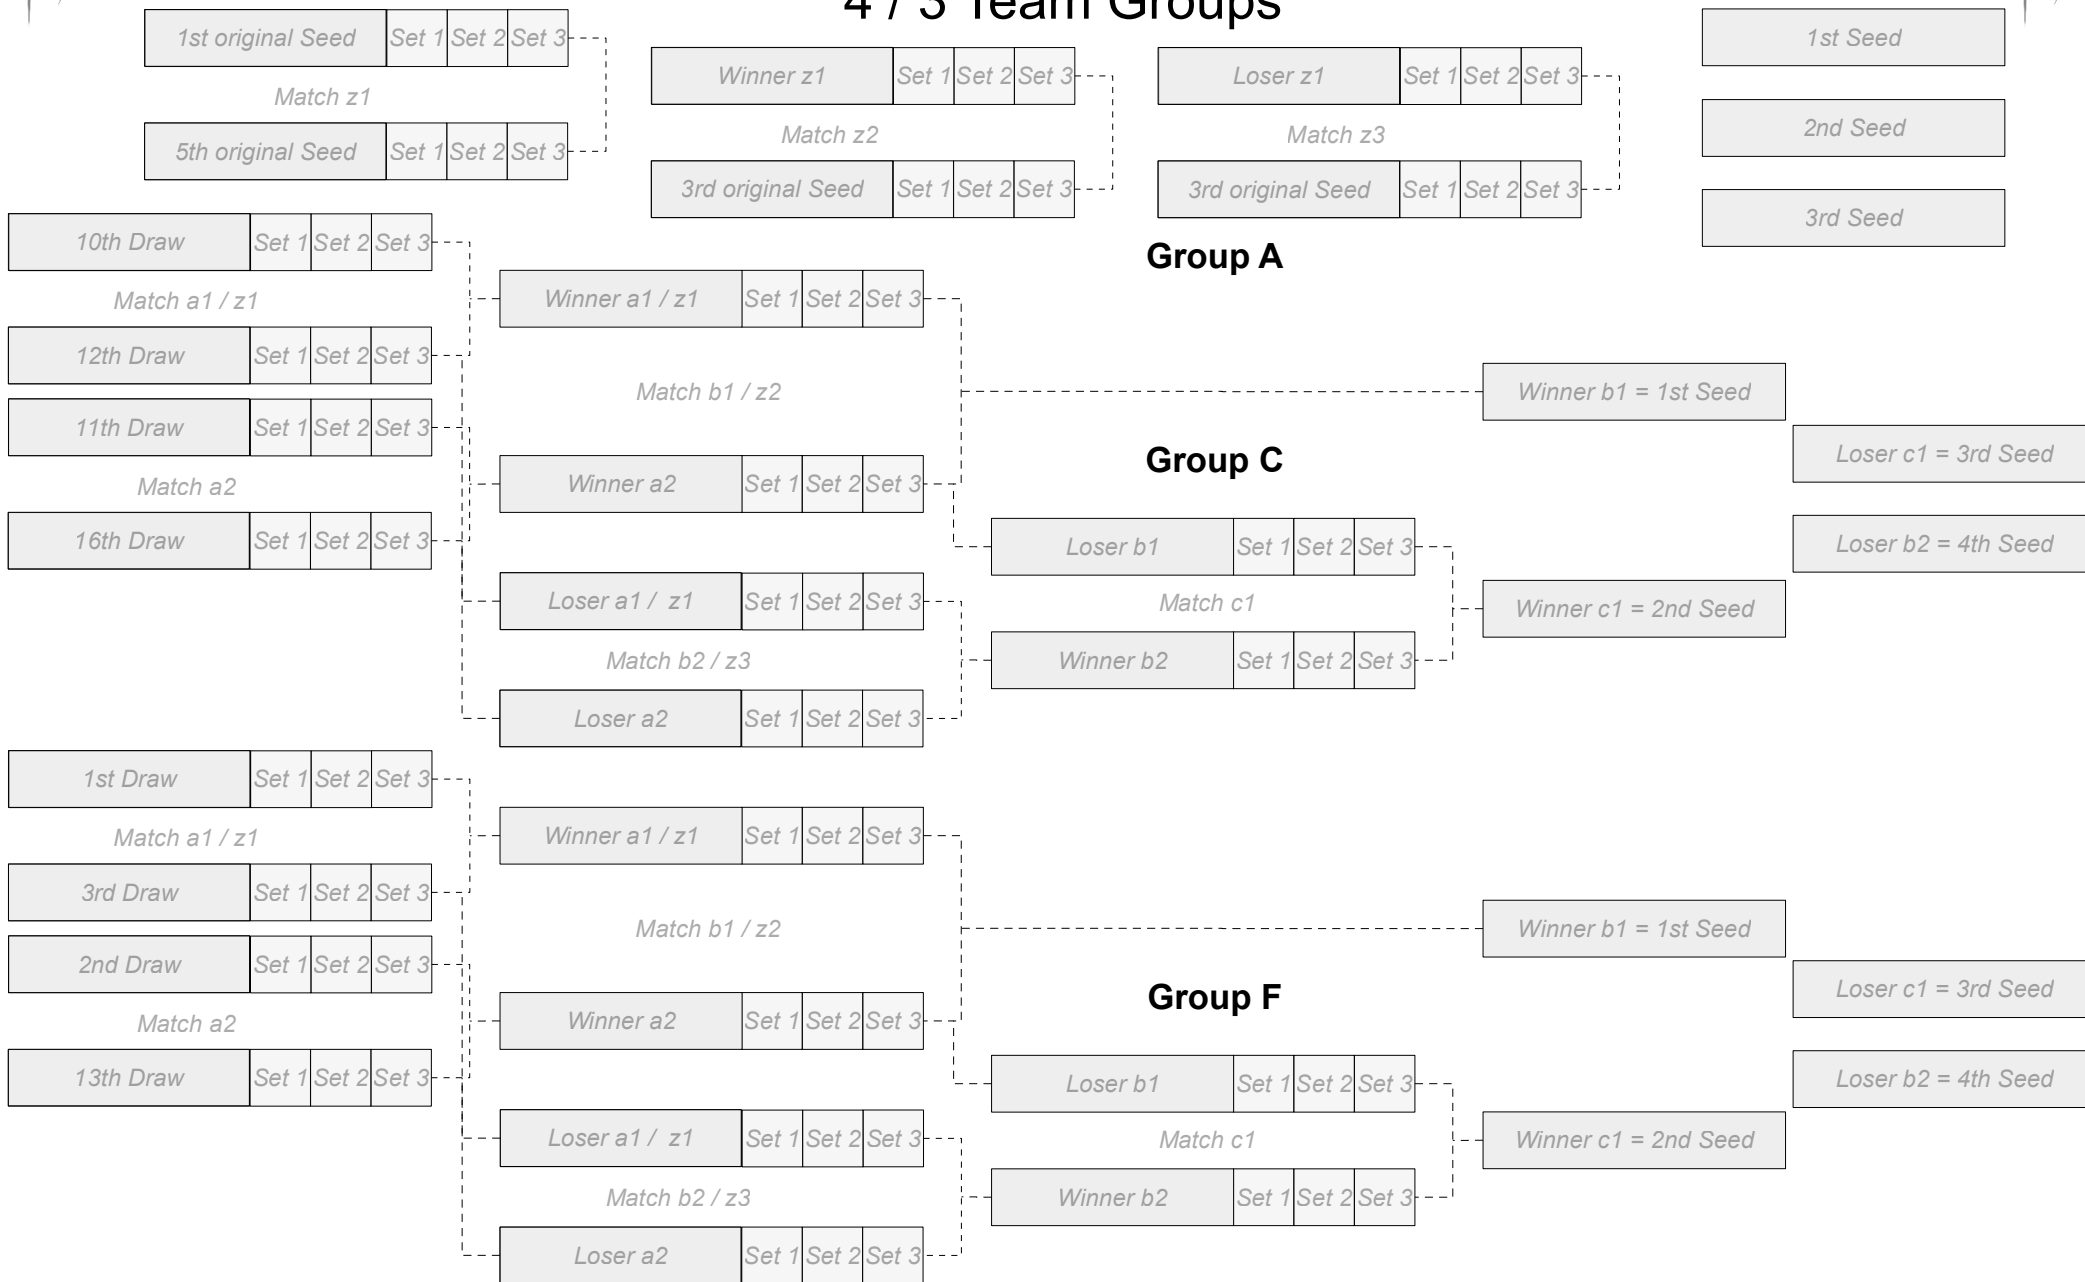 4 / 3 Team Groups
1st original Seed Set 1 Set 2 Set 3
Match z1
5th original Seed Set 1 Set 2 Set 3
Winner z1 Set 1 Set 2 Set 3
Match z2
3rd original Seed Set 1 Set 2 Set 3
Loser z1 Set 1 Set 2 Set 3
Match z3
3rd original Seed Set 1 Set 2 Set 3
1st Seed
2nd Seed
3rd Seed
Group A
10th Draw Set 1 Set 2 Set 3
Match a1 / z1
12th Draw Set 1 Set 2 Set 3
11th Draw Set 1 Set 2 Set 3
Match a2
16th Draw Set 1 Set 2 Set 3
Winner a1 / z1 Set 1 Set 2 Set 3
Match b1 / z2
Winner a2 Set 1 Set 2 Set 3
Loser a1 / z1 Set 1 Set 2 Set 3
Match b2 / z3
Loser a2 Set 1 Set 2 Set 3
Group C
Loser b1 Set 1 Set 2 Set 3
Match c1
Winner b2 Set 1 Set 2 Set 3
Winner b1 = 1st Seed
Loser c1 = 3rd Seed
Loser b2 = 4th Seed
Winner c1 = 2nd Seed
1st Draw Set 1 Set 2 Set 3
Match a1 / z1
3rd Draw Set 1 Set 2 Set 3
2nd Draw Set 1 Set 2 Set 3
Match a2
13th Draw Set 1 Set 2 Set 3
Winner a1 / z1 Set 1 Set 2 Set 3
Match b1 / z2
Winner a2 Set 1 Set 2 Set 3
Loser a1 / z1 Set 1 Set 2 Set 3
Match b2 / z3
Loser a2 Set 1 Set 2 Set 3
Group F
Loser b1 Set 1 Set 2 Set 3
Match c1
Winner b2 Set 1 Set 2 Set 3
Winner b1 = 1st Seed
Loser c1 = 3rd Seed
Loser b2 = 4th Seed
Winner c1 = 2nd Seed